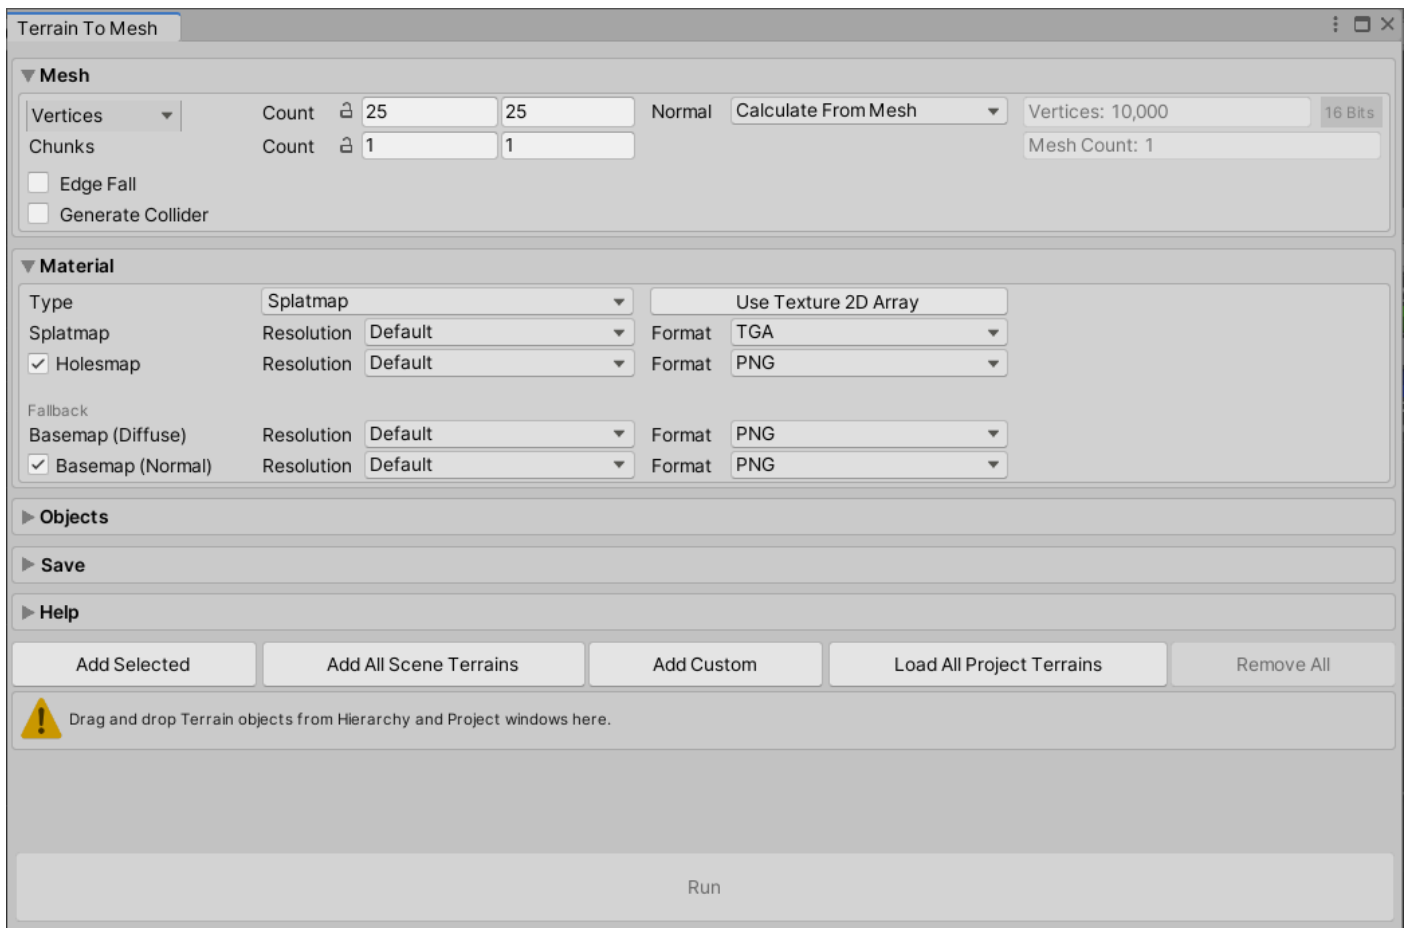 Terrain To Mesh
Mesh
Vertices Count 25 25 Normal Calculate From Mesh Vertices: 10,000 16 Bits
Chunks Count 1 1 Mesh Count: 1
Edge Fall
Generate Collider
Material
Type Splatmap Use Texture 2D Array
Splatmap Resolution Default Format TGA
Holesmap Resolution Default Format PNG
Fallback
Basemap (Diffuse) Resolution Default Format PNG
Basemap (Normal) Resolution Default Format PNG
Objects
Save
Help
Add Selected Add All Scene Terrains Add Custom Load All Project Terrains Remove All
Drag and drop Terrain objects from Hierarchy and Project windows here.
Run